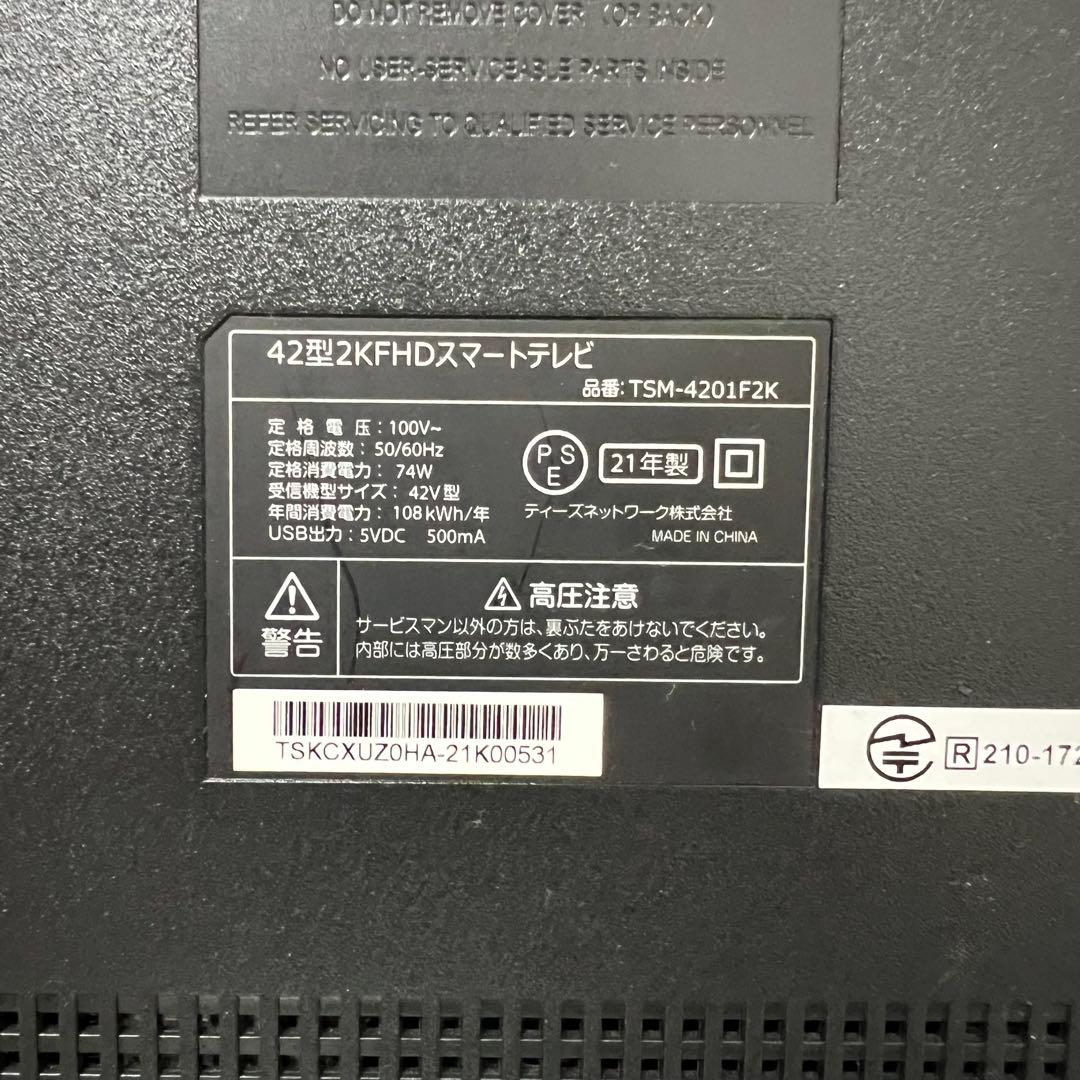 DO NOT REMOVE COVER (OR BACK)
NO USER-SERVICEABLE PARTS INSIDE
REFER SERVICING TO QUALIFIED SERVICE PERSONNEL
42型2KFHDスマートテレビ
品番:TSM-4201F2K
定格電圧:100V~
定格周波数:50/60Hz
定格消費電力:74W
受信機型サイズ:42V型
年間消費電力:108kWh/年
USB出力:5VDC 500mA
PSE
21年製
ティーズネットワーク株式会社
MADE IN CHINA
警告
高圧注意
サービスマン以外の方は、裏ぶたをあけないでください。
内部には高圧部分が数多くあり、万一さわると危険です。
TSKCXUZ0HA-21K00531
R 210-172